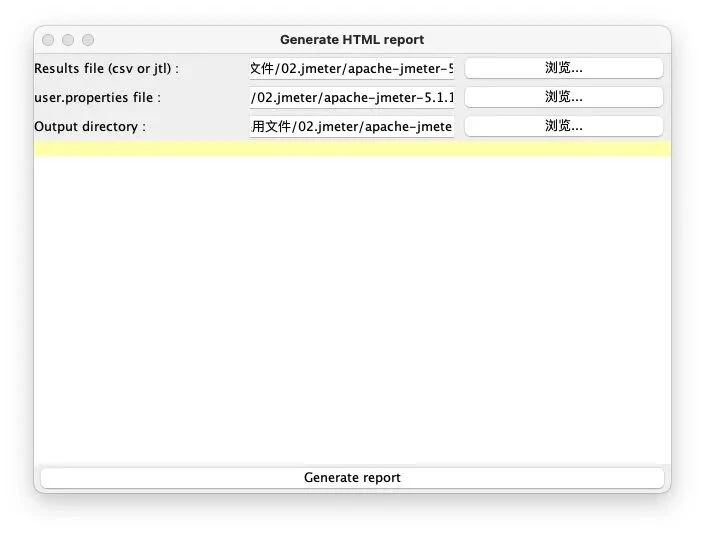 Generate HTML report
Results file (csv or jtl) : 文件/02.jmeter/apache-jmeter-5 浏览...
user.properties file : /02.jmeter/apache-jmeter-5.1.1 浏览...
Output directory : 用文件/02.jmeter/apache-jmete 浏览...
Generate report